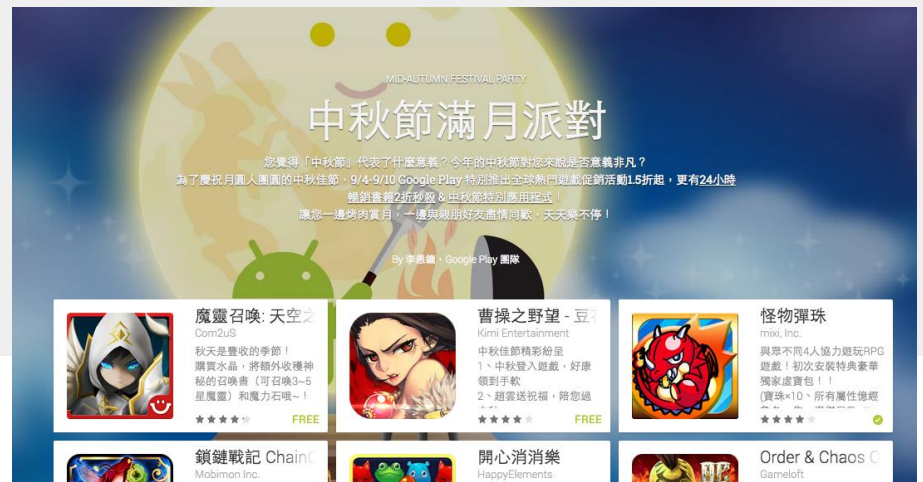 MID-AUTUMN FESTIVAL PARTY
中秋節滿月派對
您覺得「中秋節」代表了什麼意義？今年的中秋節對您來說是否意義非凡？
為了慶祝月圓人團圓的中秋佳節，9/4-9/10 Google Play 特別推出全球熱門遊戲促銷活動1.5折起，更有24小時
暢銷書籍2折秒殺 & 中秋節特別應用程式！
讓您一邊烤肉賞月，一邊與親朋好友盡情同歡，天天樂不停！
Google Play 團隊
魔靈召喚: 天空之
Com2uS
秋天是豐收的季節！
購買水晶，將額外收穫神
秘的召喚書（可召喚3~5
星魔靈）和魔力石哦~！
FREE
曹操之野望 - 豆
Kimi Entertainment
中秋佳節精彩紛呈
1、中秋登入遊戲，好康
領到手軟
2、趙雲送祝福，陪您過
FREE
怪物彈珠
mixi, Inc.
與眾不同4人協力遊玩RPG
遊戲！初次安裝特典豪華
獨家虛寶包！！
(寶珠×10、所有屬性億經
鎖鏈戰記 Chain
Mobimon Inc.
開心消消樂
HappyElements
Order & Chaos
Gameloft